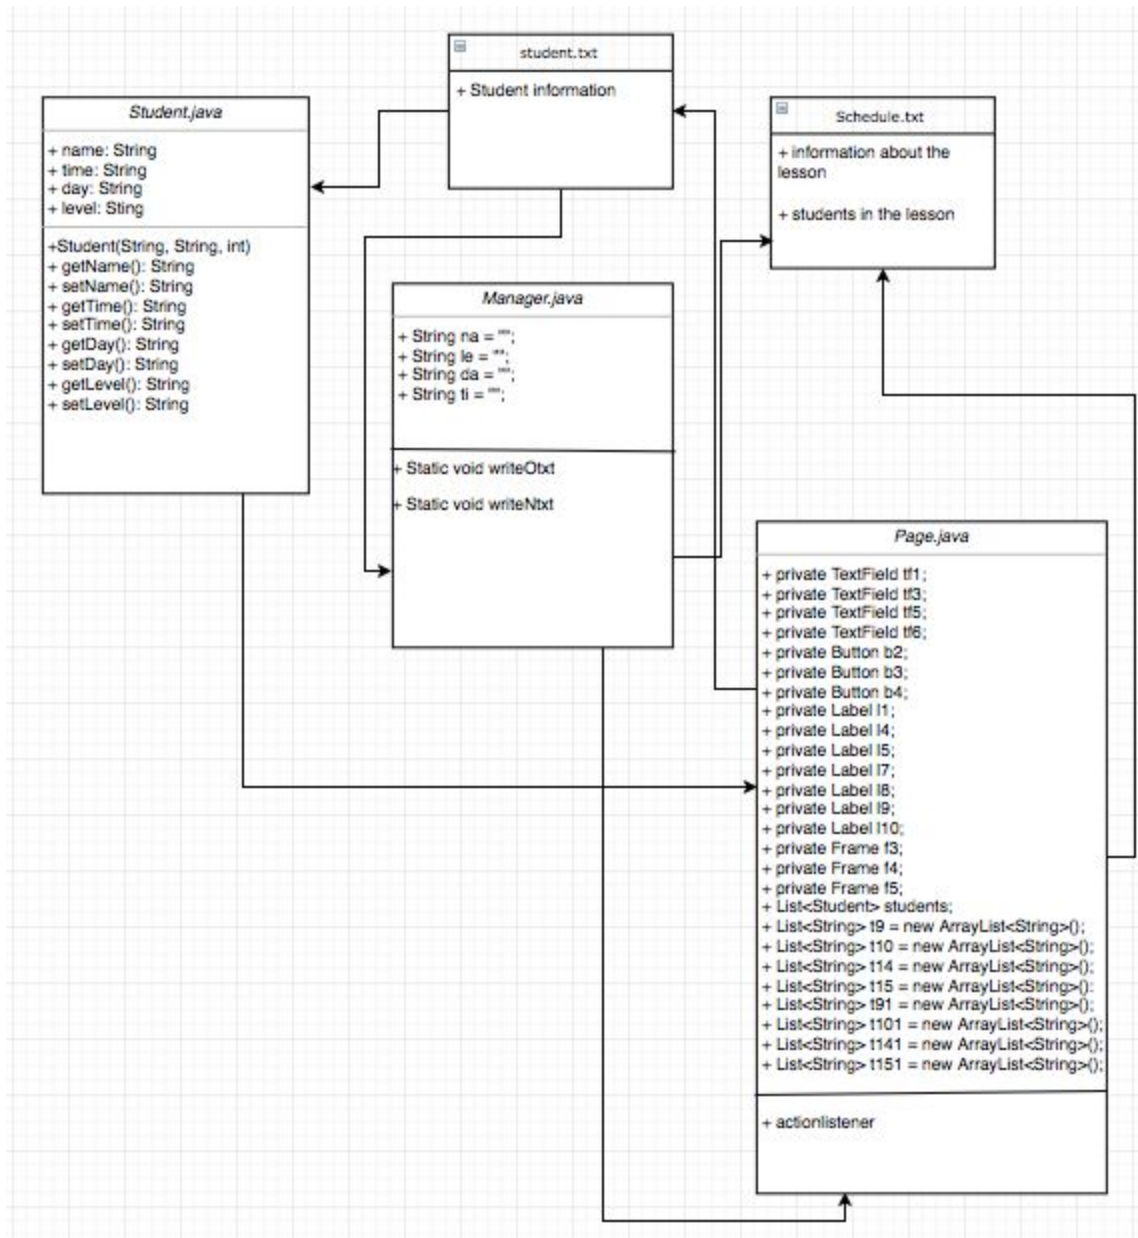 student.txt
+ Student information
Student.java
+ name: String
+ time: String
+ day: String
+ level: Sting
+Student(String, String, int)
+ getName(): String
+ setName(): String
+ getTime(): String
+ setTime(): String
+ getDay(): String
+ setDay(): String
+ getLevel(): String
+ setLevel(): String
Schedule.txt
+ information about the
lesson
+ students in the lesson
Manager.java
+ String na = "";
+ String le = "";
+ String da = "";
+ String ti = "";
+ Static void writeOtxt
+ Static void writeNtxt
Page.java
+ private TextField tf1;
+ private TextField tf3;
+ private TextField tf5;
+ private TextField tf6;
+ private Button b2;
+ private Button b3;
+ private Button b4;
+ private Label l1;
+ private Label l4;
+ private Label l5;
+ private Label l7;
+ private Label l8;
+ private Label l9;
+ private Label l10;
+ private Frame f3;
+ private Frame f4;
+ private Frame f5;
+ List<Student> students;
+ List<String> t9 = new ArrayList<String>();
+ List<String> t10 = new ArrayList<String>();
+ List<String> t14 = new ArrayList<String>();
+ List<String> t15 = new ArrayList<String>():
+ List<String> t91 = new ArrayList<String>();
+ List<String> t101 = new ArrayList<String>();
+ List<String> t141 = new ArrayList<String>();
+ List<String> t151 = new ArrayList<String>();
+ actionlistener